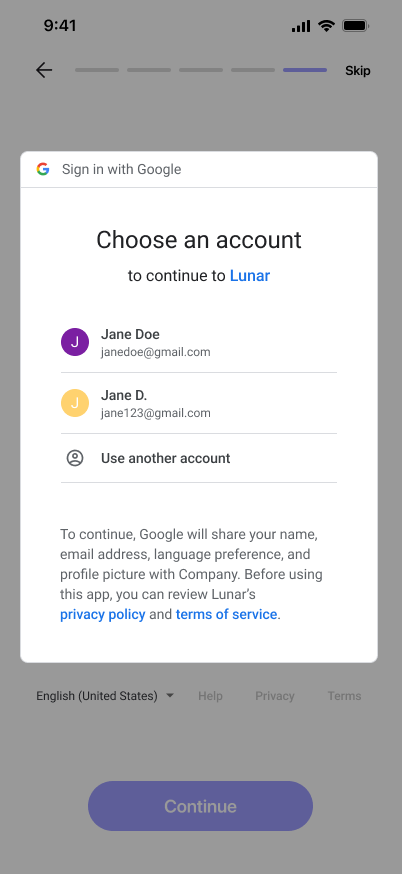 9:41
Skip
Sign in with Google
Choose an account
to continue to Lunar
J
Jane Doe
janedoe@gmail.com
J
Jane D.
jane123@gmail.com
Use another account
To continue, Google will share your name,
email address, language preference, and
profile picture with Company. Before using
this app, you can review Lunar’s
privacy policy and terms of service.
English (United States) Help Privacy Terms
Continue